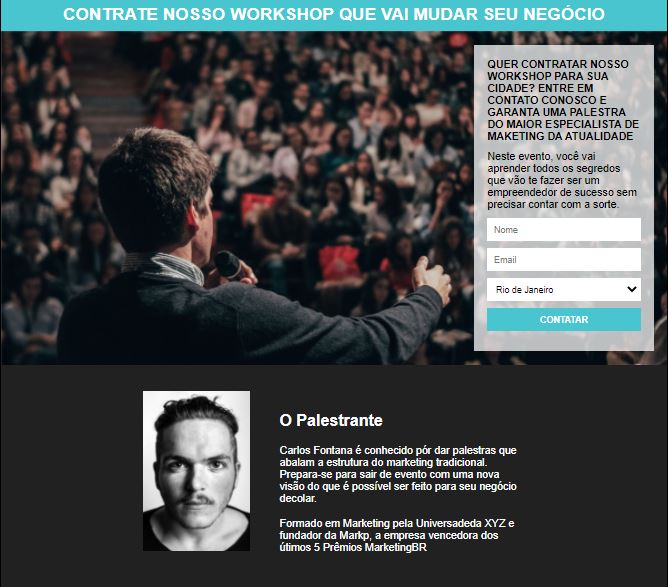 CONTRATE NOSSO WORKSHOP QUE VAI MUDAR SEU NEGÓCIO
QUER CONTRATAR NOSSO
WORKSHOP PARA SUA
CIDADE? ENTRE EM
CONTATO CONOSCO E
GARANTA UMA PALESTRA
DO MAIOR ESPECIALISTA DE
MAKETING DA ATUALIDADE
Neste evento, você vai
aprender todos os segredos
que vão te fazer ser um
empreendedor de sucesso sem
precisar contar com a sorte.
Nome
Email
Rio de Janeiro
CONTATAR
O Palestrante
Carlos Fontana é conhecido pór dar palestras que
abalam a estrutura do marketing tradicional.
Prepara-se para sair de evento com uma nova
visão do que é possível ser feito para seu negócio
decolar.
Formado em Marketing pela Universadeda XYZ e
fundador da Markp, a empresa vencedora dos
útimos 5 Prêmios MarketingBR